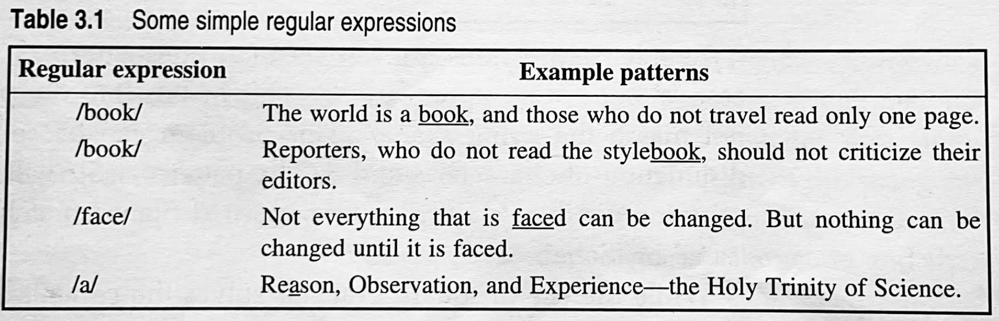 Table 3.1 Some simple regular expressions
Regular expression Example patterns
/book/ The world is a book, and those who do not travel read only one page.
/book/ Reporters, who do not read the stylebook, should not criticize their
editors.
/face/ Not everything that is faced can be changed. But nothing can be
changed until it is faced.
/a/ Reason, Observation, and Experience—the Holy Trinity of Science.